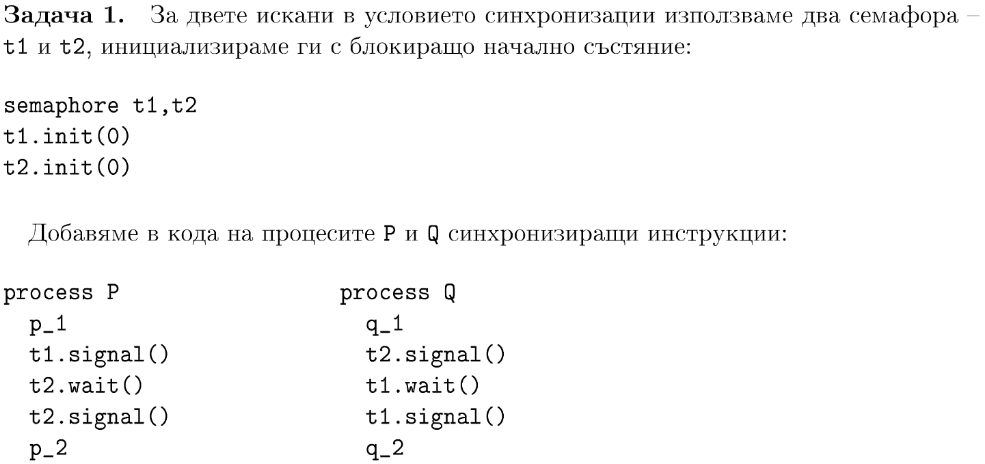 Задача 1. За двете искани в условието синхронизации използваме два семафора –
t1 и t2, инициализираме ги с блокиращо начално състяние:
semaphore t1,t2
t1.init(0)
t2.init(0)
Добавяме в кода на процесите P и Q синхронизиращи инструкции:
process P process Q
p_1 q_1
t1.signal() t2.signal()
t2.wait() t1.wait()
t2.signal() t1.signal()
p_2 q_2